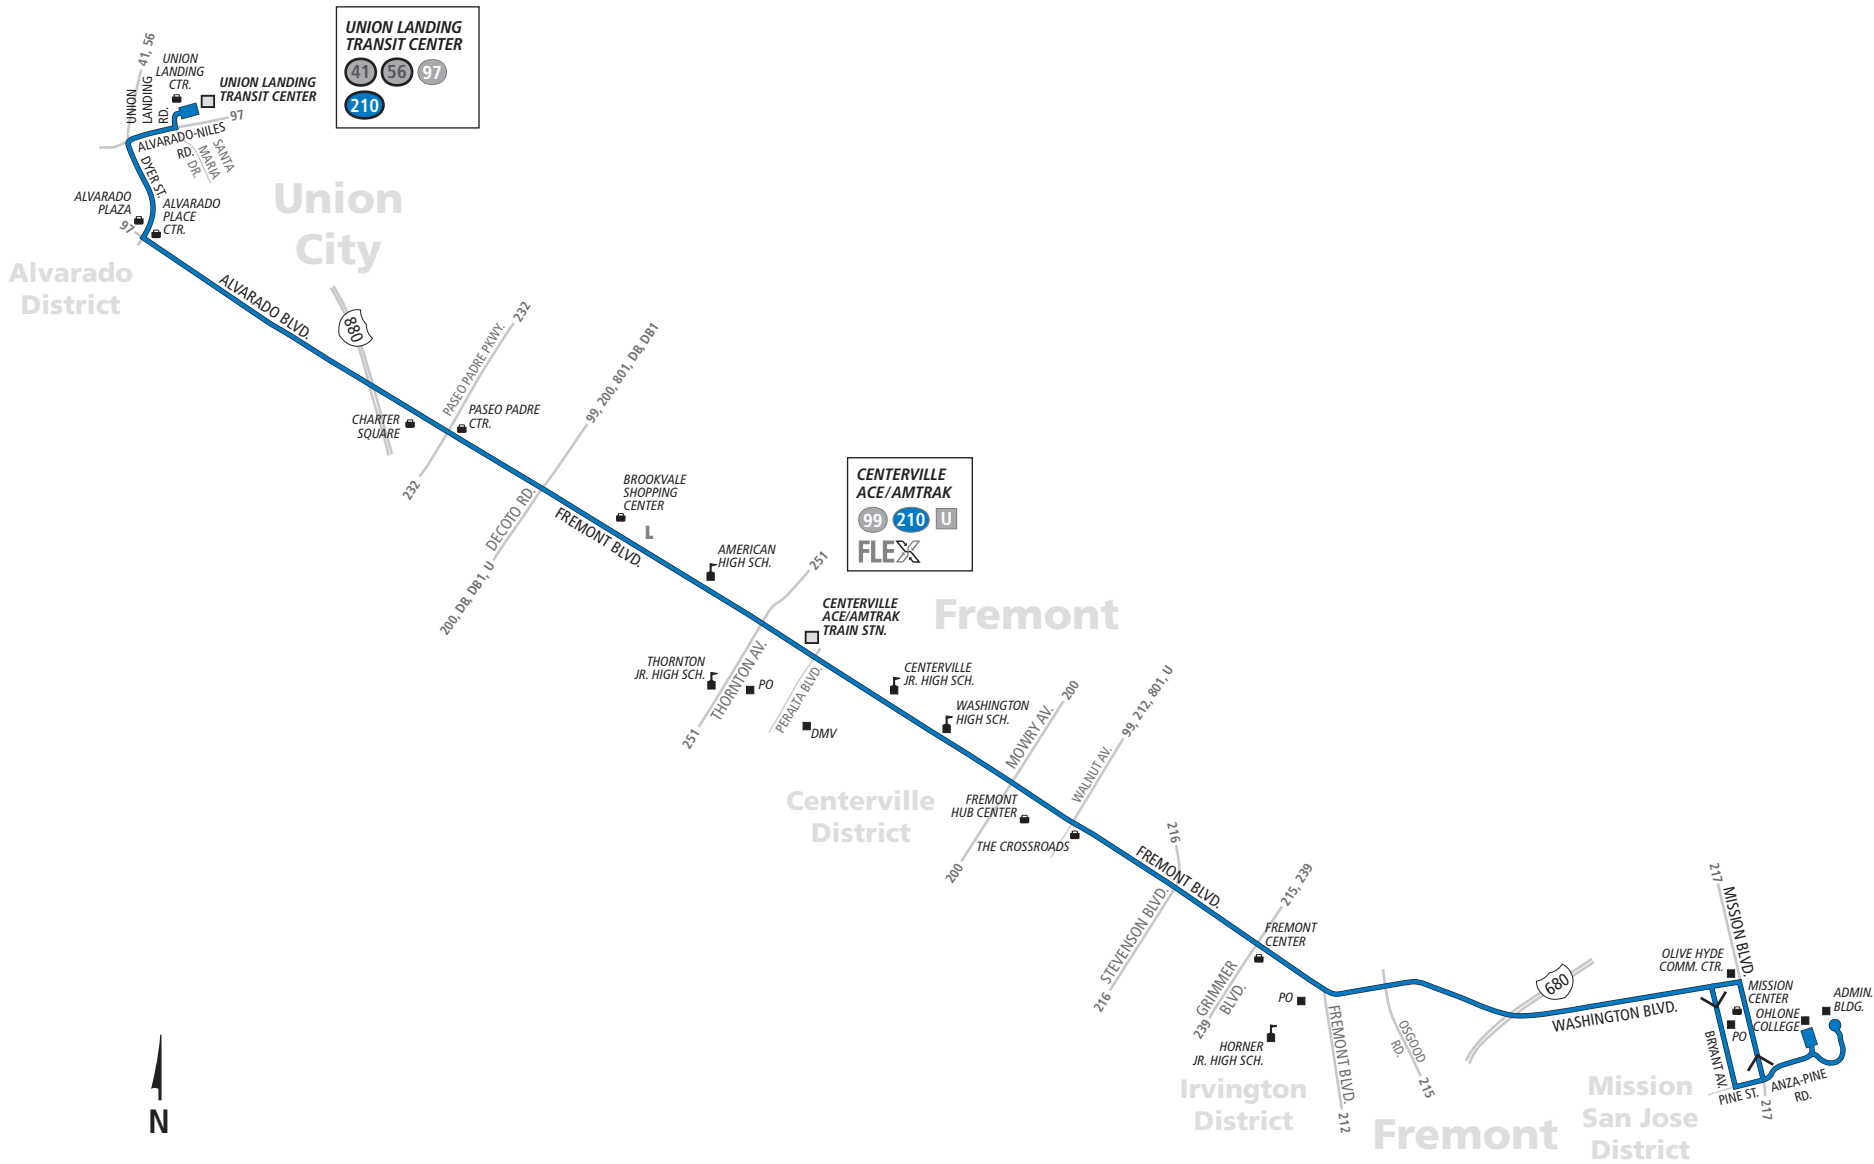 UNION LANDING
TRANSIT CENTER
41 56 97
210
41, 56
UNION
LANDING
CTR.
UNION LANDING
TRANSIT CENTER
UNION
LANDING
RD.
97
ALVARADO-NILES
RD.
SANTA
MARIA
DR.
DYER ST.
ALVARADO
PLAZA
ALVARADO
PLACE
CTR.
97
Union
City
Alvarado
District
ALVARADO BLVD.
880
PASEO PADRE PKWY.
232
CHARTER
SQUARE
PASEO PADRE
CTR.
232
99, 200, 801, DB, DB1
DECOTO RD.
200, DB, DB1, U
BROOKVALE
SHOPPING
CENTER
L
FREMONT BLVD.
AMERICAN
HIGH SCH.
251
CENTERVILLE
ACE/AMTRAK
99 210 U
FLEX
Fremont
CENTERVILLE
ACE/AMTRAK
TRAIN STN.
THORNTON
JR. HIGH SCH.
PO
THORNTON AV.
251
PERALTA BLVD.
DMV
CENTERVILLE
JR. HIGH SCH.
WASHINGTON
HIGH SCH.
MOWRY AV.
200
WALNUT AV.
99, 212, 801, U
Centerville
District
FREMONT
HUB CENTER
THE CROSSROADS
200
216
FREMONT BLVD.
STEVENSON BLVD.
216
215, 239
FREMONT
CENTER
GRIMMER
BLVD.
239
PO
HORNER
JR. HIGH SCH.
Irvington
District
FREMONT BLVD.
212
OSGOOD
RD.
215
Fremont
680
WASHINGTON BLVD.
217
MISSION BLVD.
OLIVE HYDE
COMM. CTR.
MISSION
CENTER
OHLONE
COLLEGE
ADMIN.
BLDG.
PO
BRYANT AV.
PINE ST.
ANZA-PINE
RD.
217
Mission
San Jose
District
N